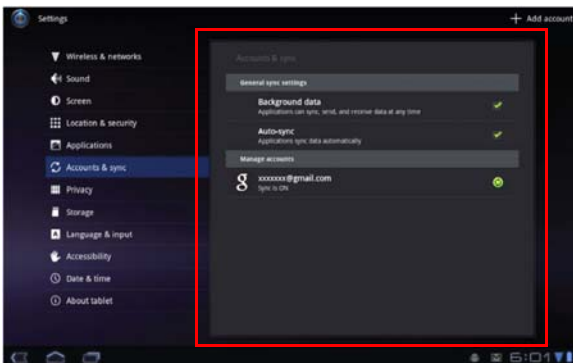 Settings
Add account
Wireless & networks
Sound
Screen
Location & security
Applications
Accounts & sync
Privacy
Storage
Language & input
Accessibility
Date & time
About tablet
Accounts & sync
General sync settings
Background data
Applications can sync, send, and receive data at any time
Auto-sync
Applications sync data automatically
Manage accounts
xxxxxxx@gmail.com
Sync is ON
6:01